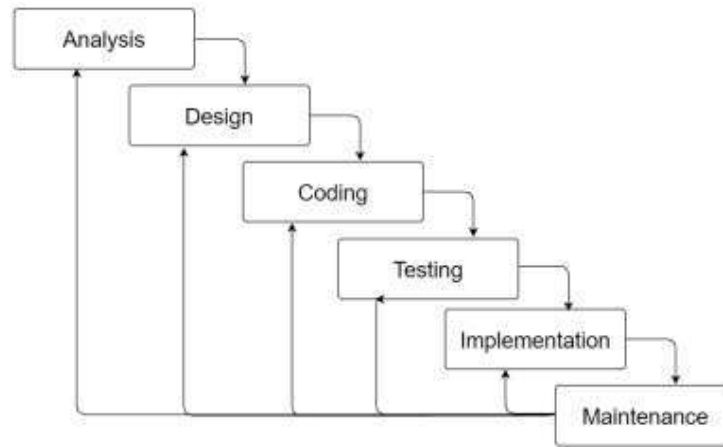 Analysis
Design
Coding
Testing
Implementation
Maintenance